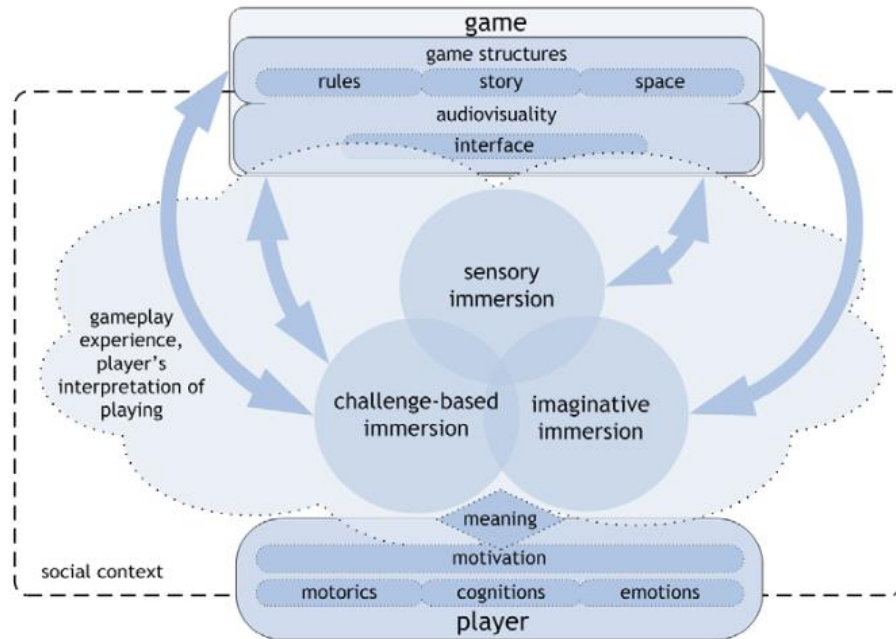 game
game structures
rules story space
audiovisuality
interface
sensory
immersion
gameplay
experience,
player's
interpretation of
playing
challenge-based
immersion
imaginative
immersion
meaning
motivation
social context
motorics cognitions emotions
player